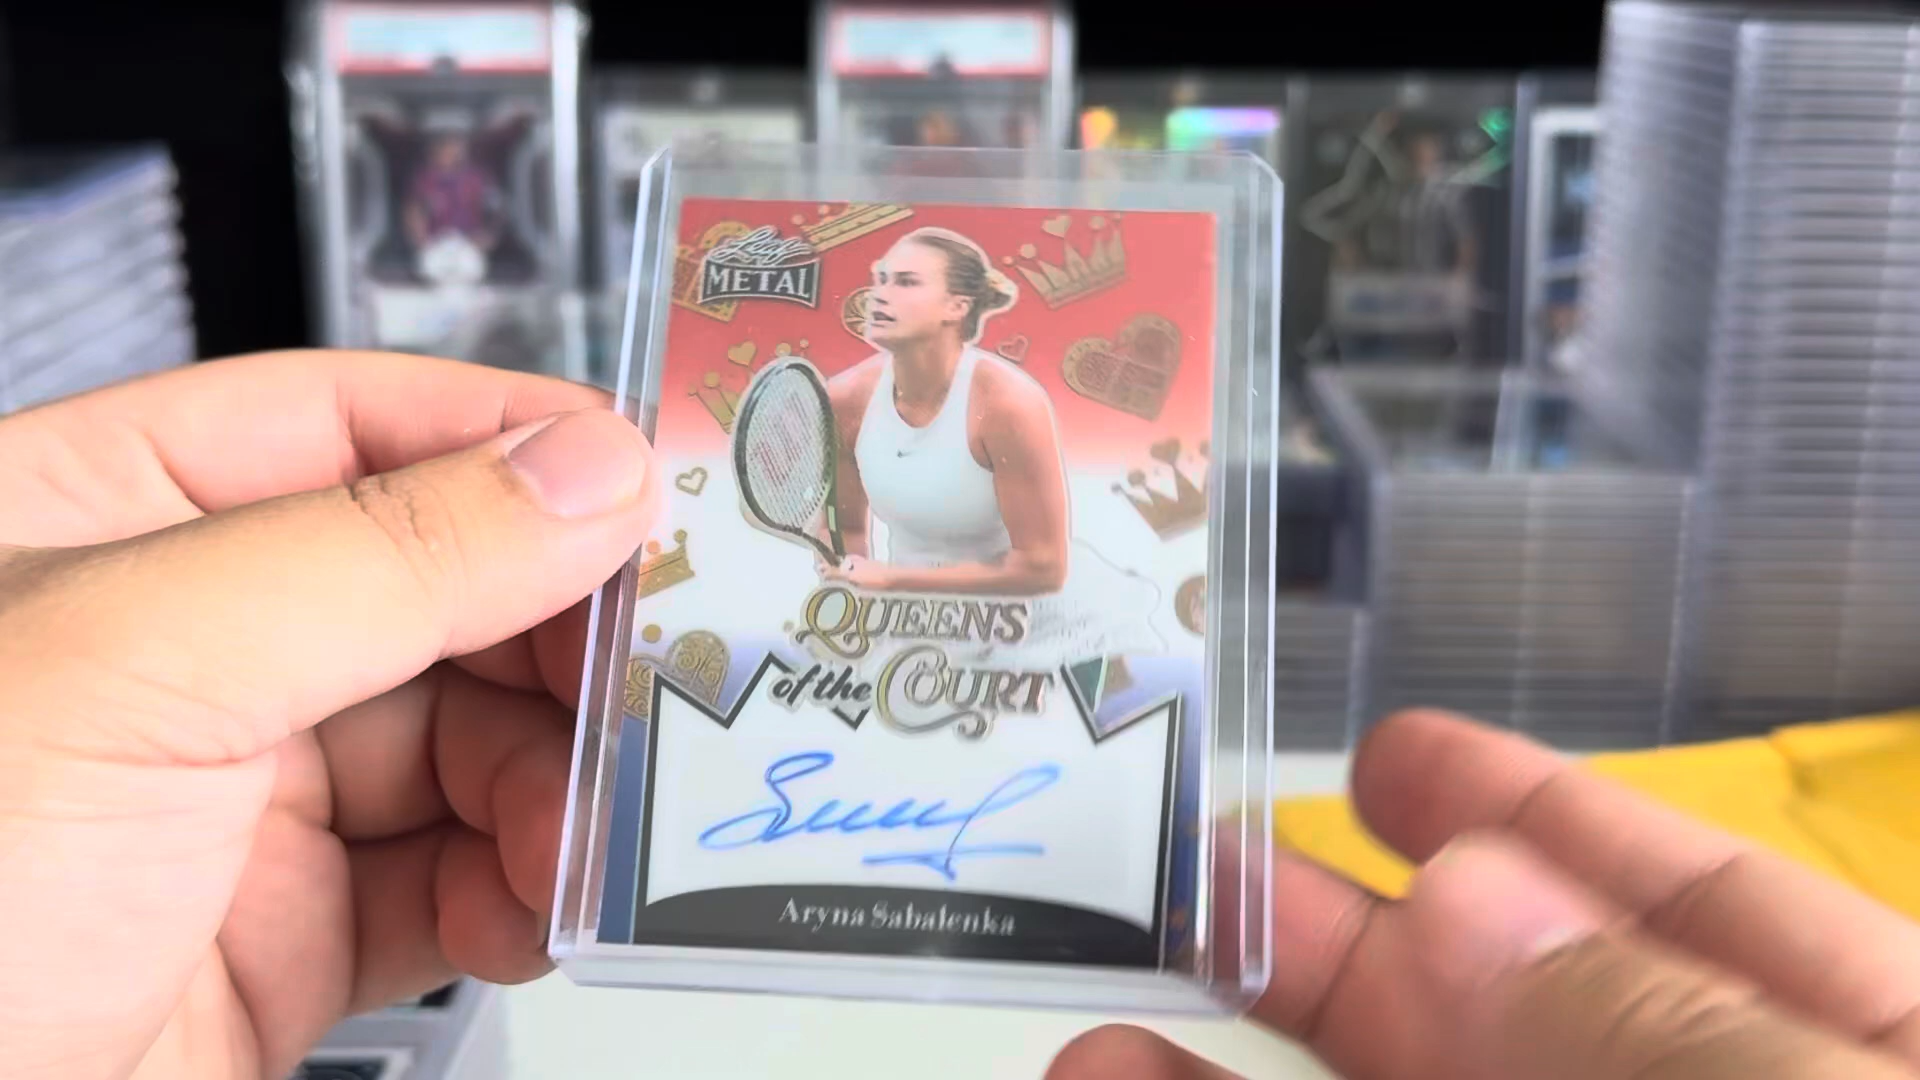 Leaf
METAL
QUEENS
of the COURT
Aryna Sabalenka